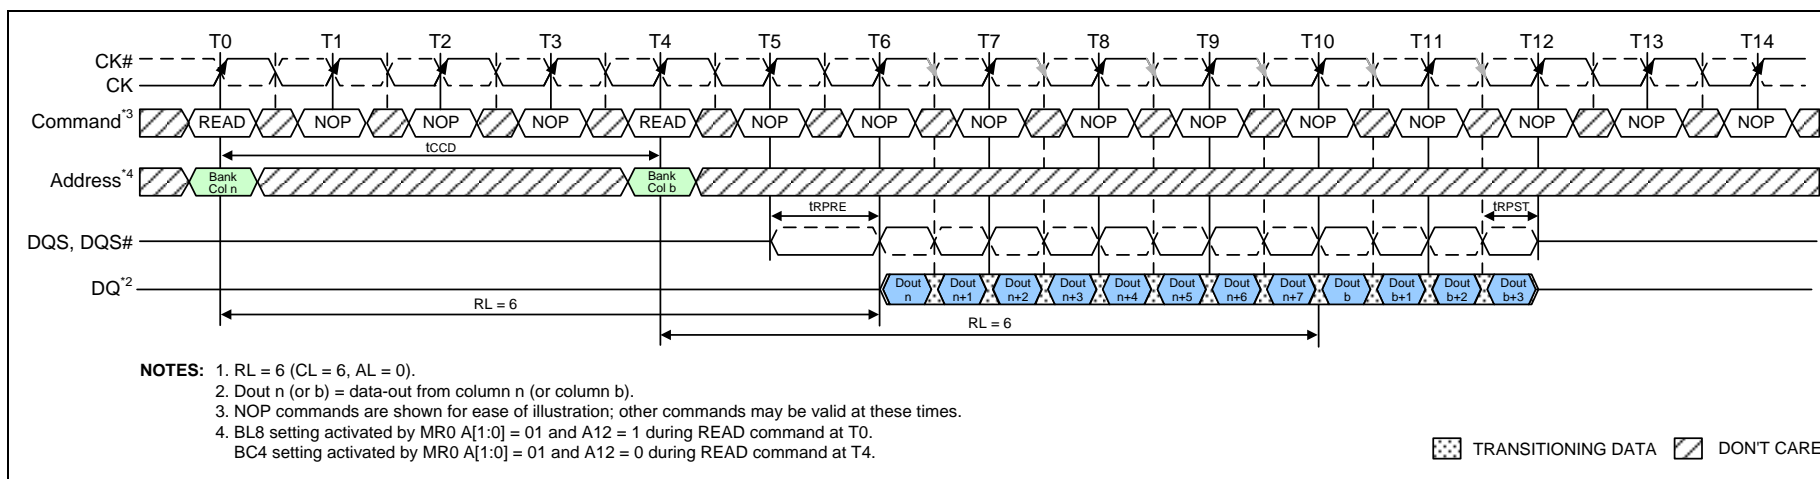 T0 T1 T2 T3 T4 T5 T6 T7 T8 T9 T10 T11 T12 T13 T14
CK#
CK
Command*3 READ NOP NOP NOP READ NOP NOP NOP NOP NOP NOP NOP NOP NOP NOP
tCCD
Address*4 Bank Col n Bank Col b
tRPRE tRPST
DQS, DQS#
DQ*2 Dout n Dout n+1 Dout n+2 Dout n+3 Dout n+4 Dout n+5 Dout n+6 Dout n+7 Dout b Dout b+1 Dout b+2 Dout b+3
RL = 6
RL = 6
NOTES: 1. RL = 6 (CL = 6, AL = 0).
2. Dout n (or b) = data-out from column n (or column b).
3. NOP commands are shown for ease of illustration; other commands may be valid at these times.
4. BL8 setting activated by MR0 A[1:0] = 01 and A12 = 1 during READ command at T0.
BC4 setting activated by MR0 A[1:0] = 01 and A12 = 0 during READ command at T4.
TRANSITIONING DATA DON'T CARE